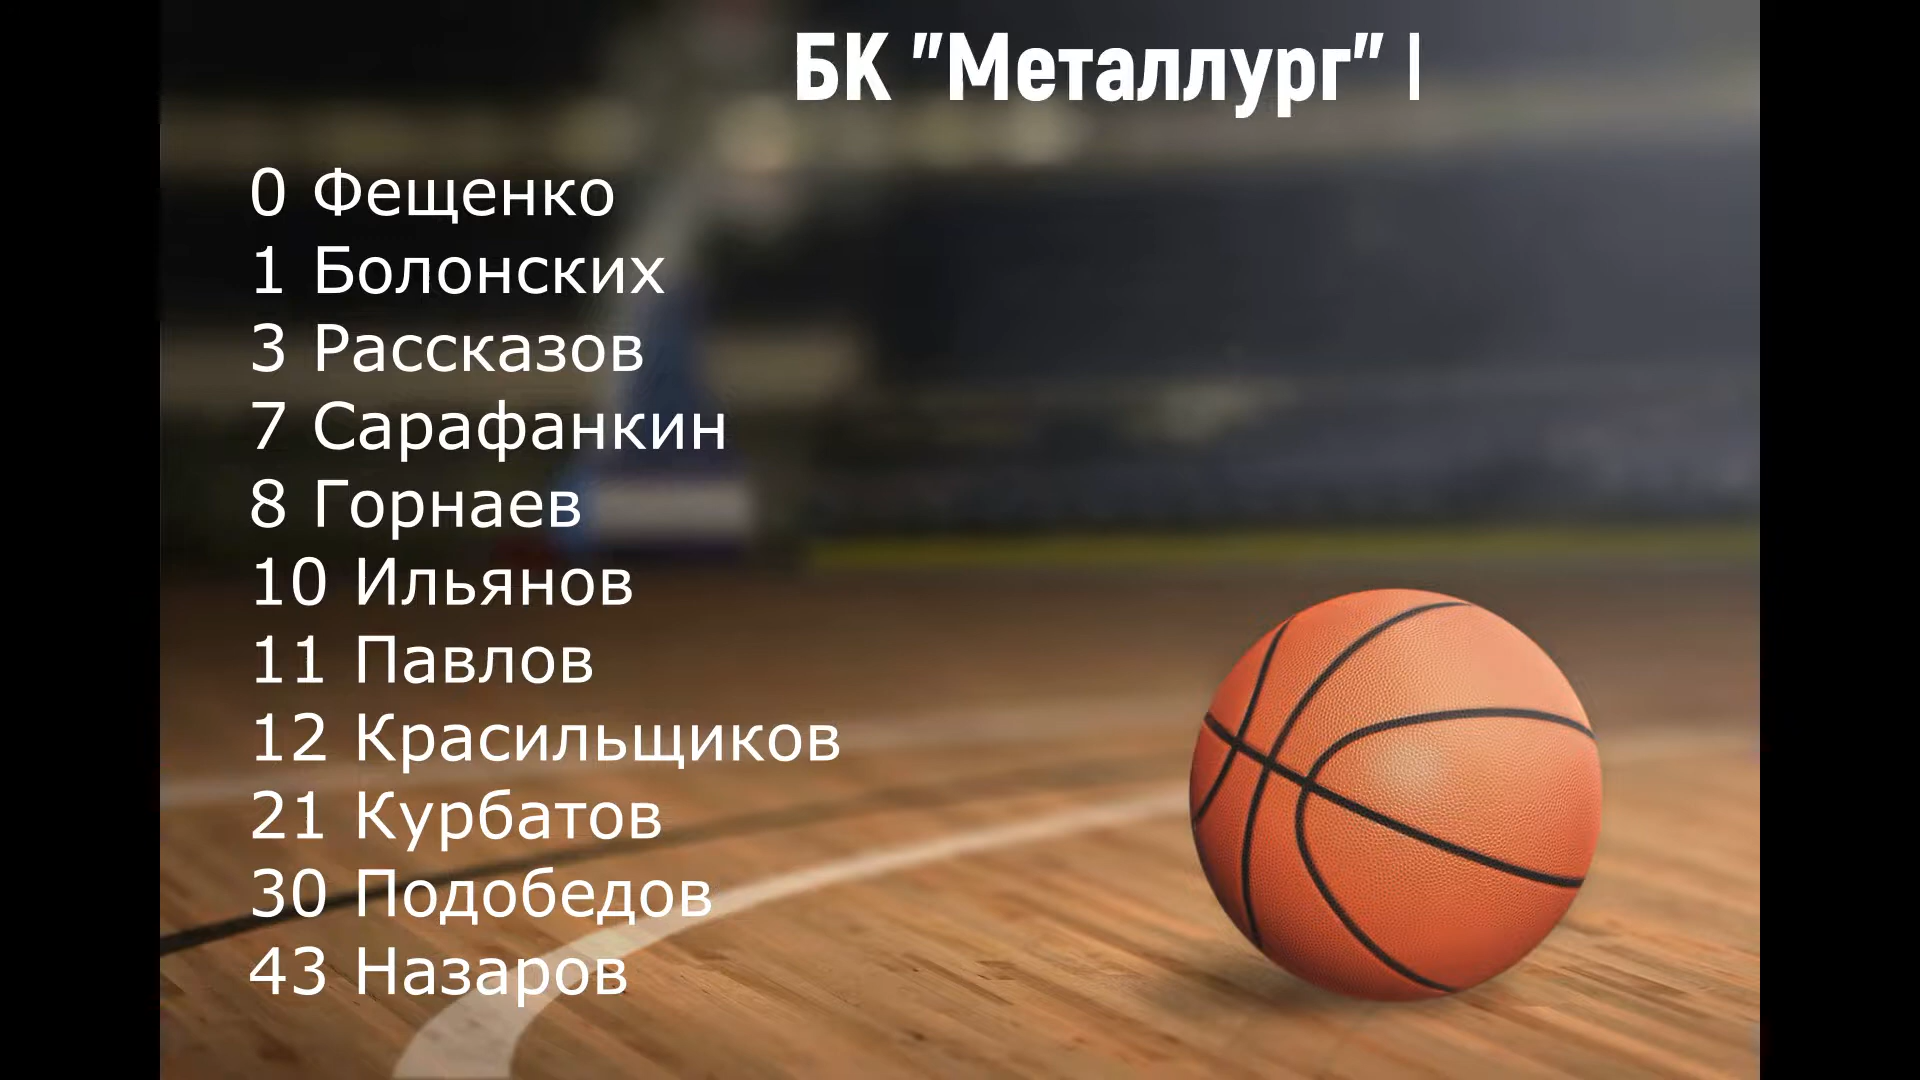 БК "Металлург" |
0 Фещенко
1 Болонских
3 Рассказов
7 Сарафанкин
8 Горнаев
10 Ильянов
11 Павлов
12 Красильщиков
21 Курбатов
30 Подобедов
43 Назаров